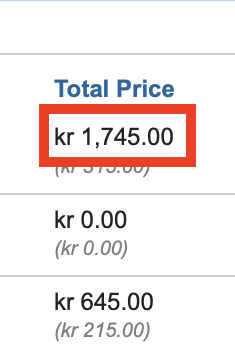 Total Price
kr 1,745.00
kr 0.00
(kr 0.00)
kr 645.00
(kr 215.00)